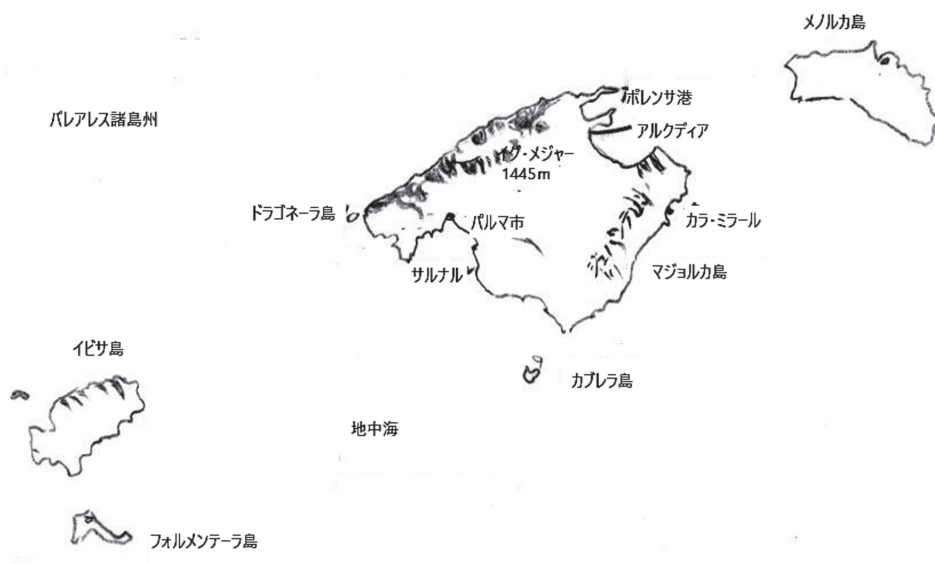 メノルカ島
バレアレス諸島州
ポレンサ港
アルクディア
イグ・メジャー
1445m
ドラゴネーラ島
パルマ市
カラ・ミラール
サルナル
マジョルカ島
イビサ島
カブレラ島
地中海
フォルメンテーラ島